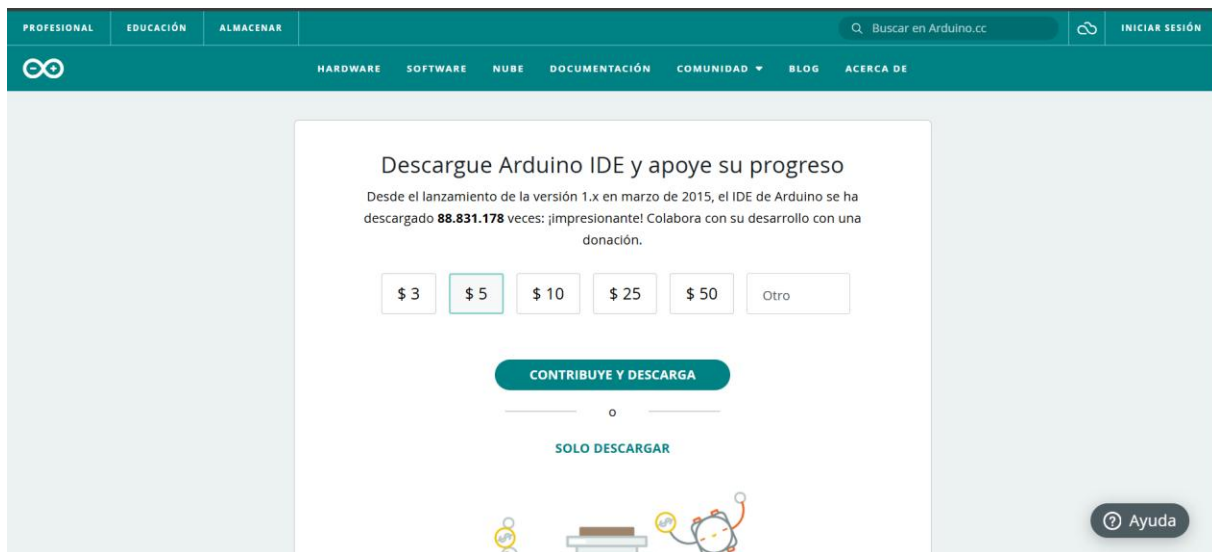 PROFESIONAL EDUCACIÓN ALMACENAR Buscar en Arduino.cc INICIAR SESIÓN
HARDWARE SOFTWARE NUBE DOCUMENTACIÓN COMUNIDAD BLOG ACERCA DE
Descargue Arduino IDE y apoye su progreso
Desde el lanzamiento de la versión 1.x en marzo de 2015, el IDE de Arduino se ha
descargado 88.831.178 veces: ¡impresionante! Colabora con su desarrollo con una
donación.
$ 3 $ 5 $ 10 $ 25 $ 50 Otro
CONTRIBUYE Y DESCARGA
o
SOLO DESCARGAR
Ayuda